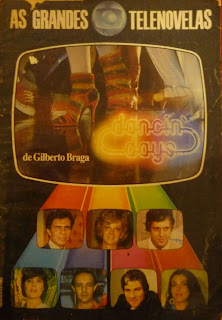 AS GRANDES TELENOVELAS
dancin'
days
de Gilberto Braga